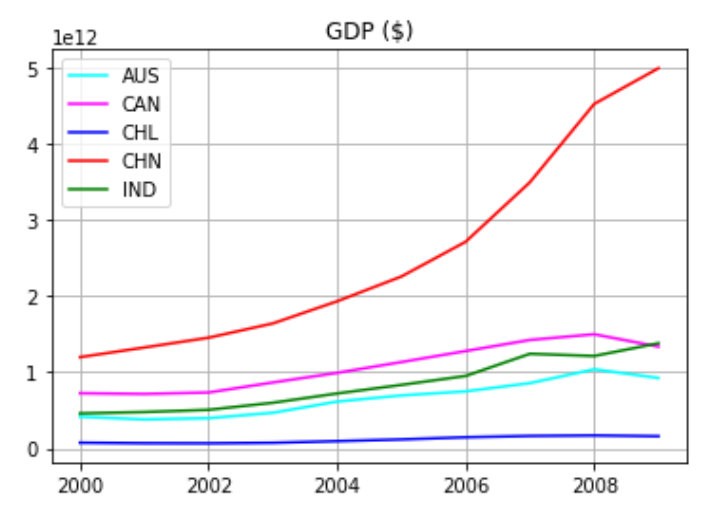 GDP ($)
1e12
5
4
3
2
1
0
AUS
CAN
CHL
CHN
IND
2000 2002 2004 2006 2008